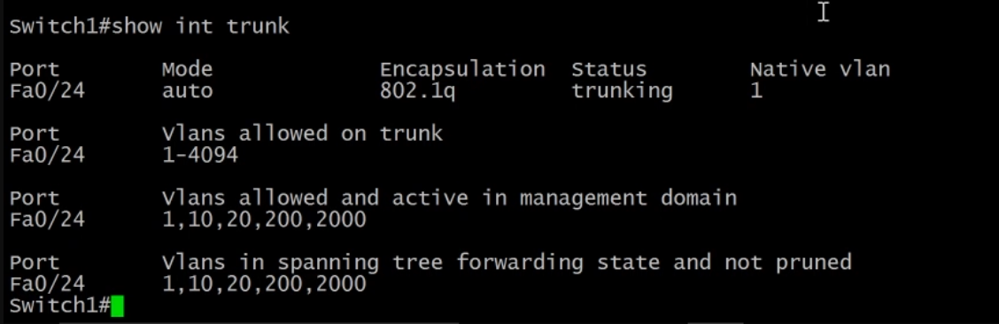 Switch1#show int trunk
Port Mode Encapsulation Status Native vlan
Fa0/24 auto 802.1q trunking 1
Port Vlans allowed on trunk
Fa0/24 1-4094
Port Vlans allowed and active in management domain
Fa0/24 1,10,20,200,2000
Port Vlans in spanning tree forwarding state and not pruned
Fa0/24 1,10,20,200,2000
Switch1#